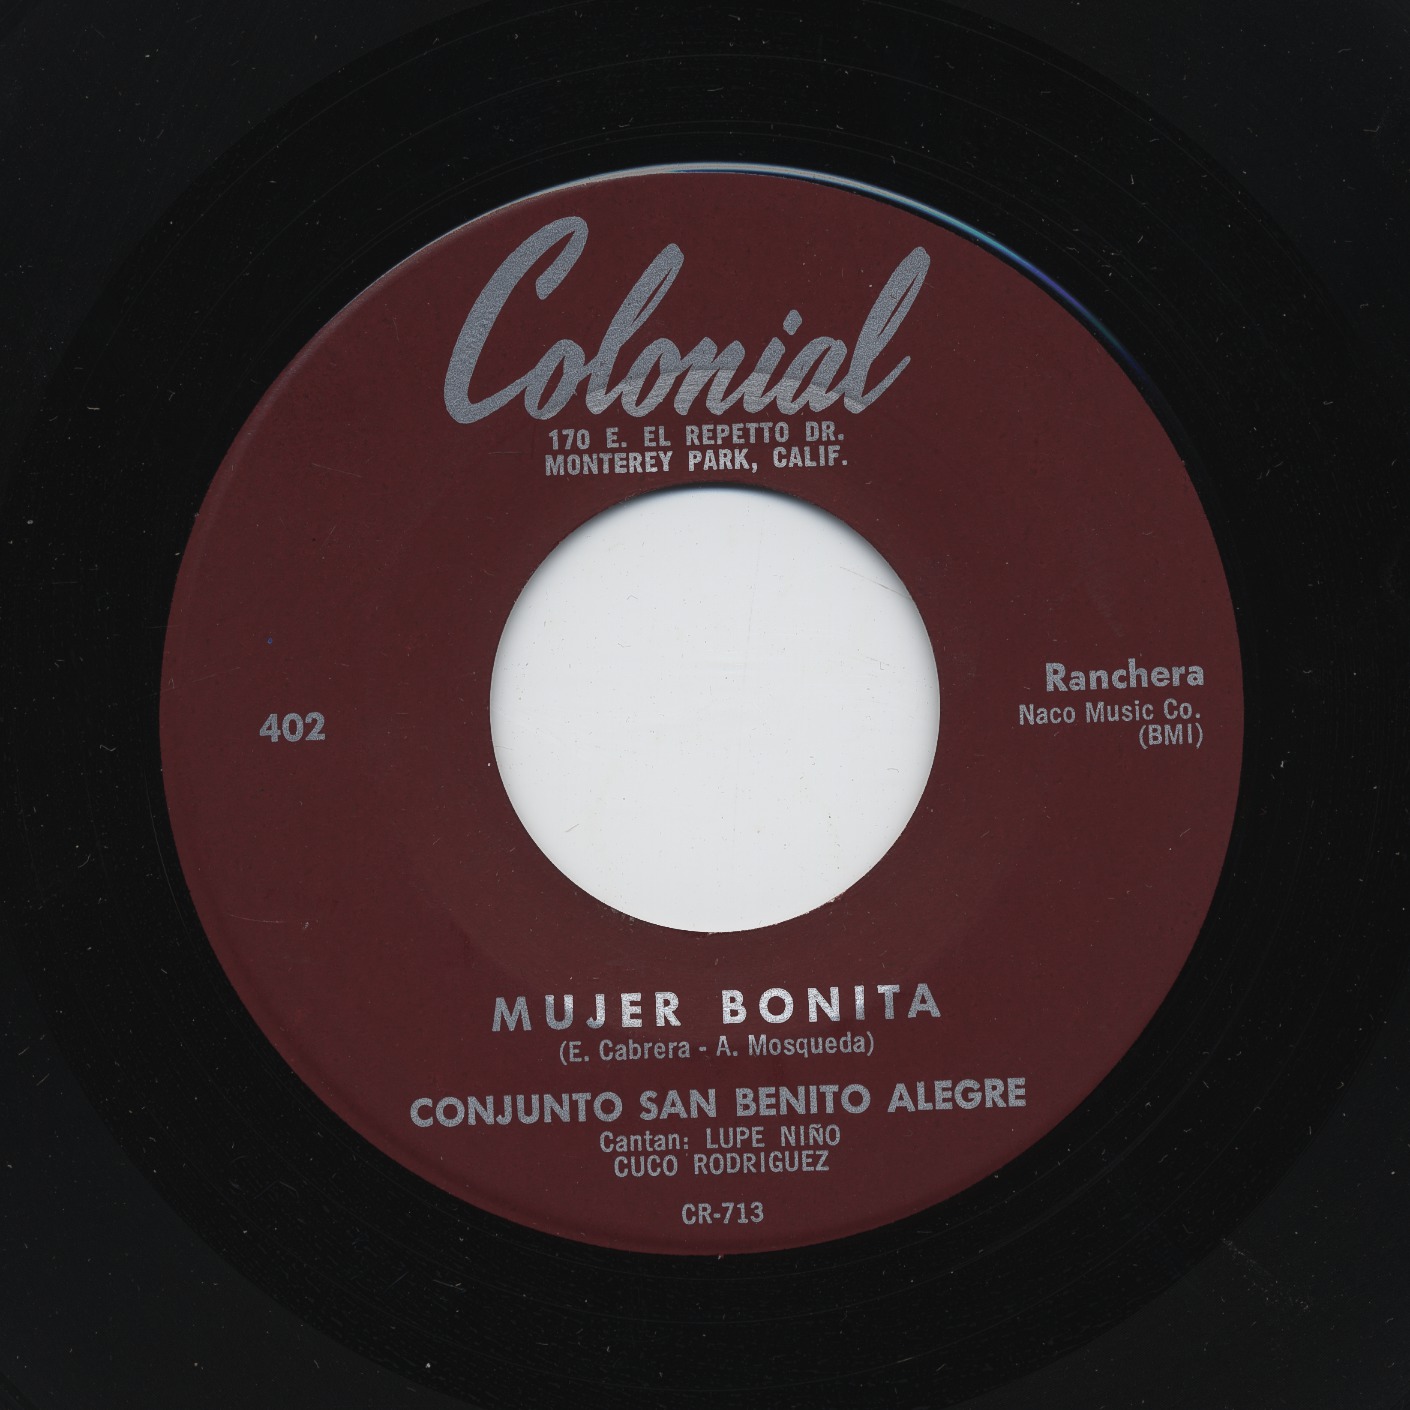 Colonial
170 E. EL REPETTO DR.
MONTEREY PARK, CALIF.
402
Ranchera
Naco Music Co.
(BMI)
MUJER BONITA
(E. Cabrera - A. Mosqueda)
CONJUNTO SAN BENITO ALEGRE
Cantan: LUPE NIÑO
CUCO RODRIGUEZ
CR-713